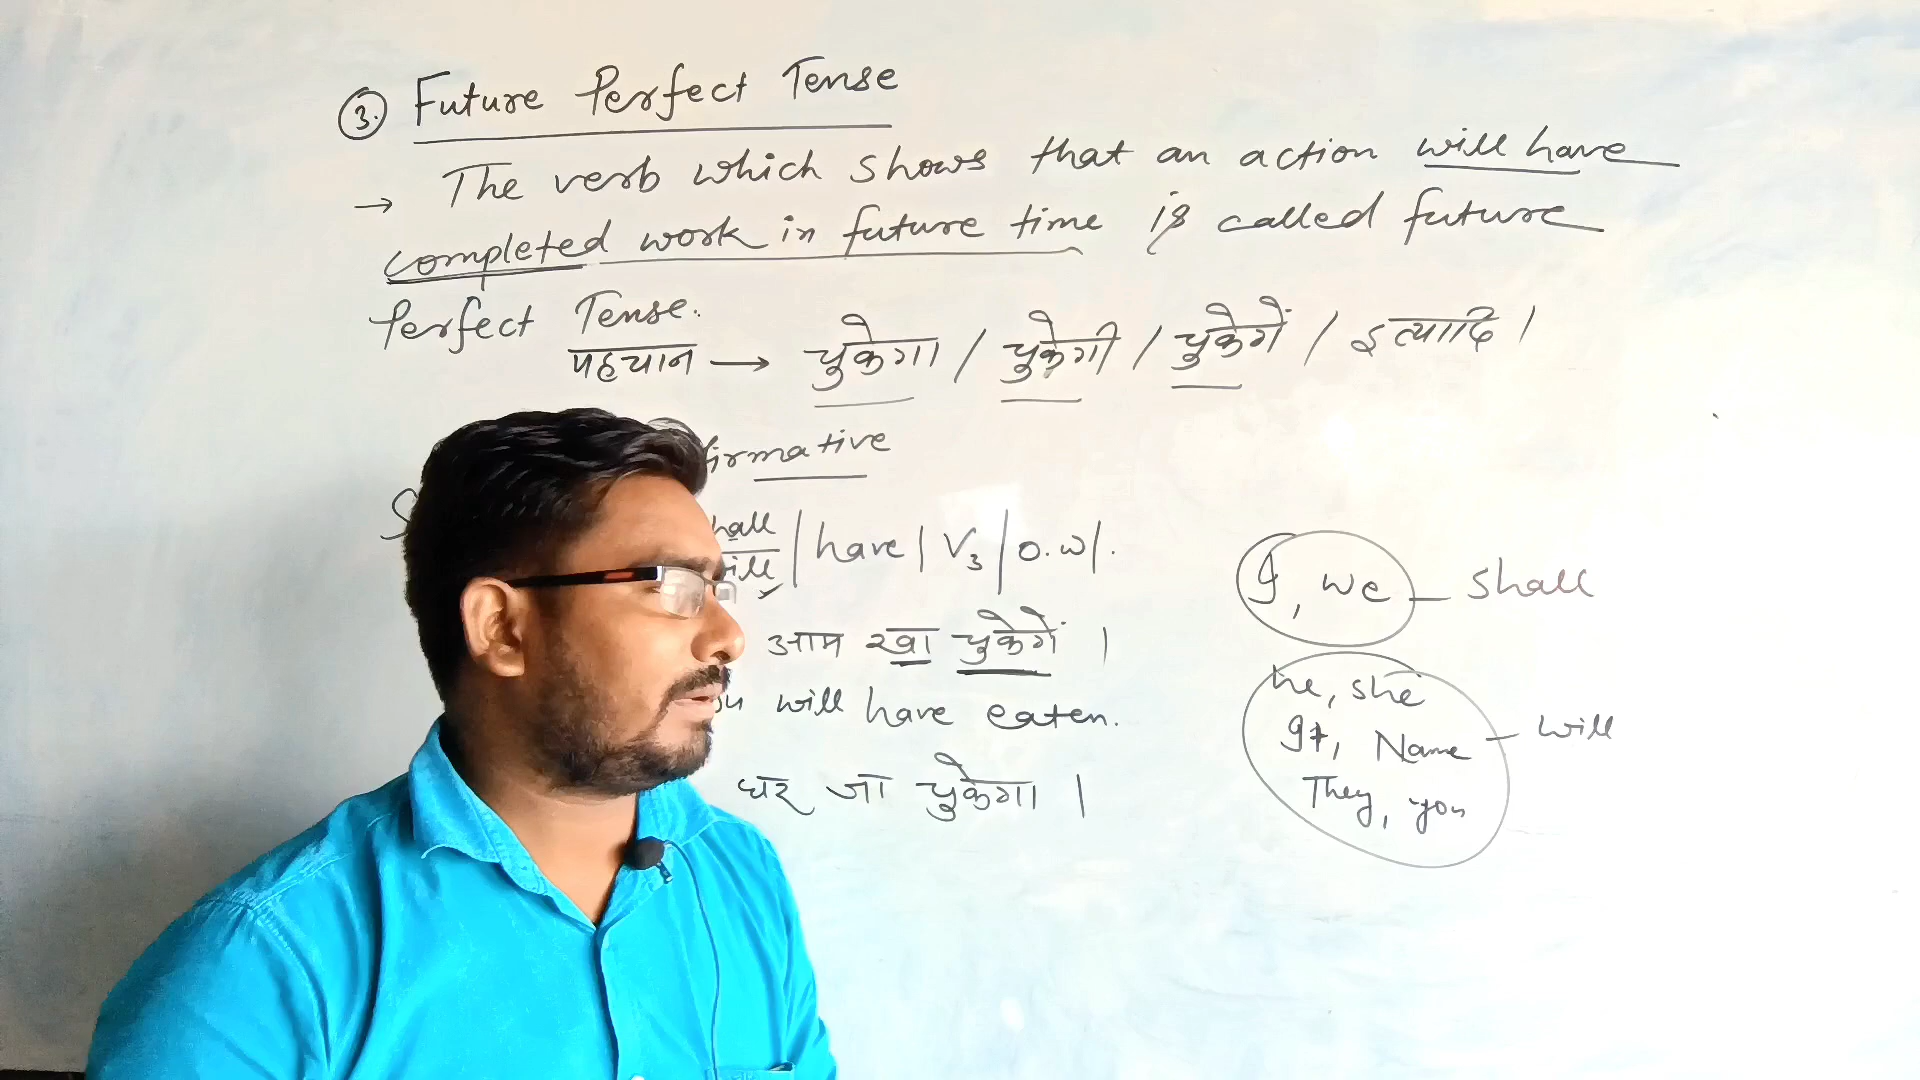 3. Future Perfect Tense
→ The verb which shows that an action will have
completed work in future time is called future
Perfect Tense.
पहचान → चुकेगा / चुकेगी / चुकेगें / इत्यादि |
firmative
S hall
ill | have | V3 | o.w |.
आम खा चुकेगें |
will have eaten.
घर जा चुकेगा |
I, we — shall
he, she
It, Name — will
They, you